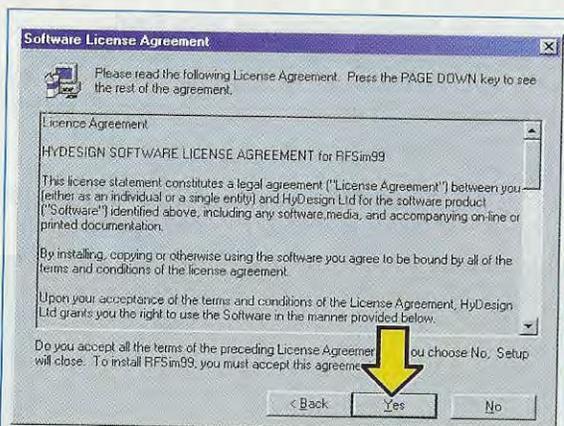 Software License Agreement
Please read the following License Agreement. Press the PAGE DOWN key to see
the rest of the agreement.
Licence Agreement
HYDESIGN SOFTWARE LICENSE AGREEMENT for RFSim99
This license statement constitutes a legal agreement ("License Agreement") between you
(either as an individual or a single entity) and HyDesign Ltd for the software product
("Software") identified above, including any software,media, and accompanying on-line or
printed documentation.
By installing, copying or otherwise using the software you agree to be bound by all of the
terms and conditions of the license agreement.
Upon your acceptance of the terms and conditions of the License Agreement, HyDesign
Ltd grants you the right to use the Software in the manner provided below.
Do you accept all the terms of the preceding License Agreemen ou choose No, Setup
will close. To install RFSim99, you must accept this agreeme
< Back
Yes
No